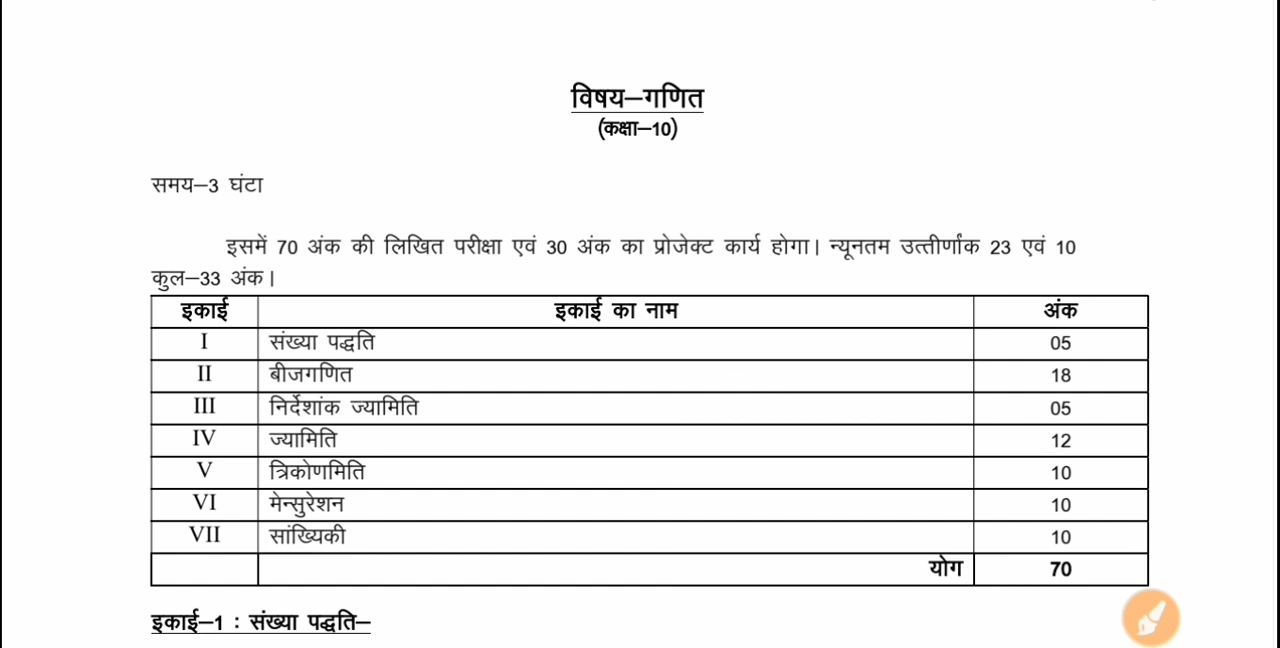 विषय–गणित
(कक्षा–10)
समय–3 घंटा
इसमें 70 अंक की लिखित परीक्षा एवं 30 अंक का प्रोजेक्ट कार्य होगा। न्यूनतम उत्तीर्णांक 23 एवं 10
कुल–33 अंक।
इकाई इकाई का नाम अंक
I संख्या पद्धति 05
II बीजगणित 18
III निर्देशांक ज्यामिति 05
IV ज्यामिति 12
V त्रिकोणमिति 10
VI मेन्सुरेशन 10
VII सांख्यिकी 10
योग 70
इकाई–1 : संख्या पद्धति–